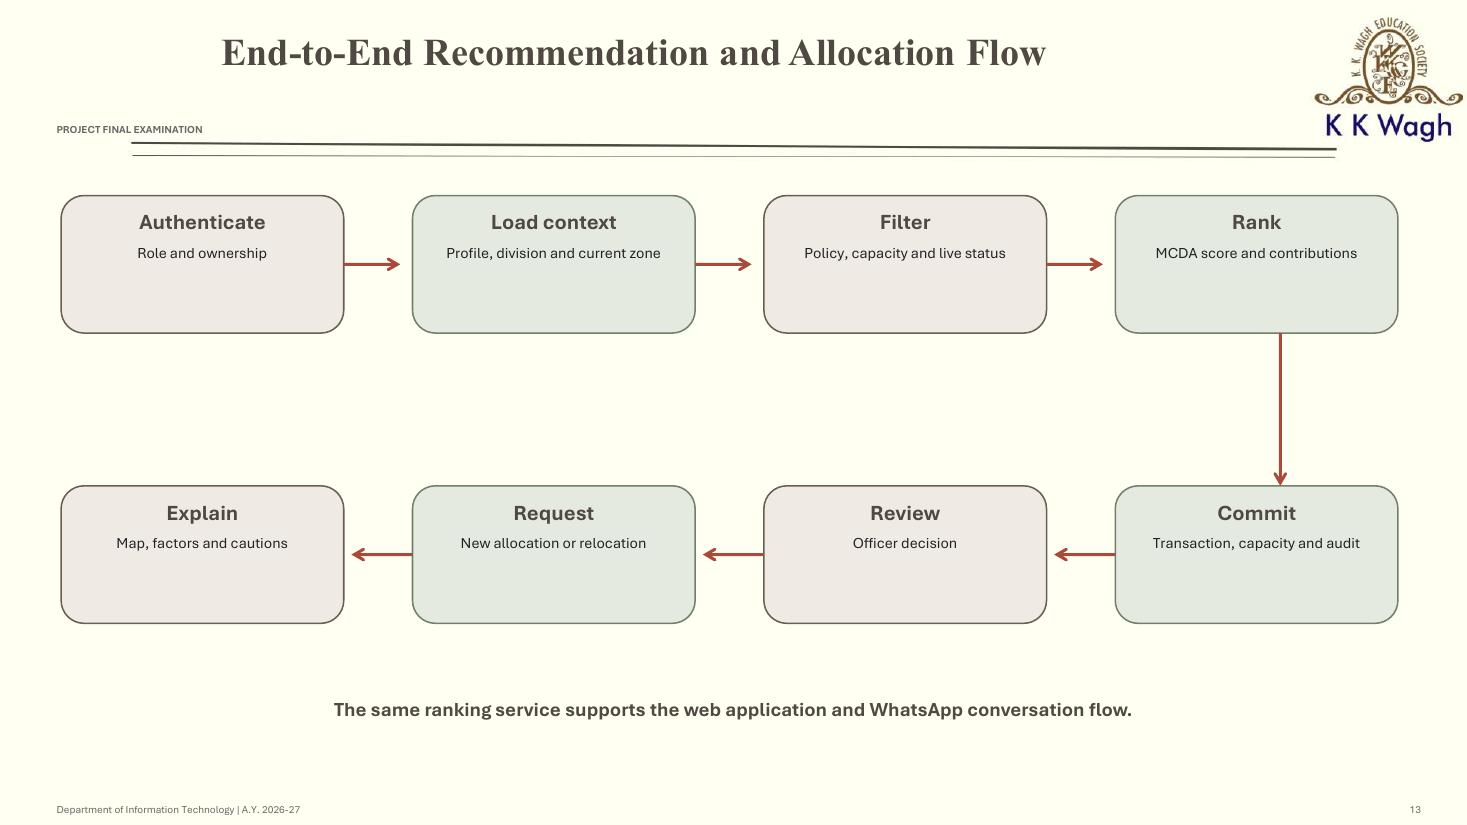 End-to-End Recommendation and Allocation Flow
K. K. WAGH EDUCATION SOCIETY
K K Wagh
PROJECT FINAL EXAMINATION
Authenticate
Role and ownership
Load context
Profile, division and current zone
Filter
Policy, capacity and live status
Rank
MCDA score and contributions
Explain
Map, factors and cautions
Request
New allocation or relocation
Review
Officer decision
Commit
Transaction, capacity and audit
The same ranking service supports the web application and WhatsApp conversation flow.
Department of Information Technology | A.Y. 2026-27
13